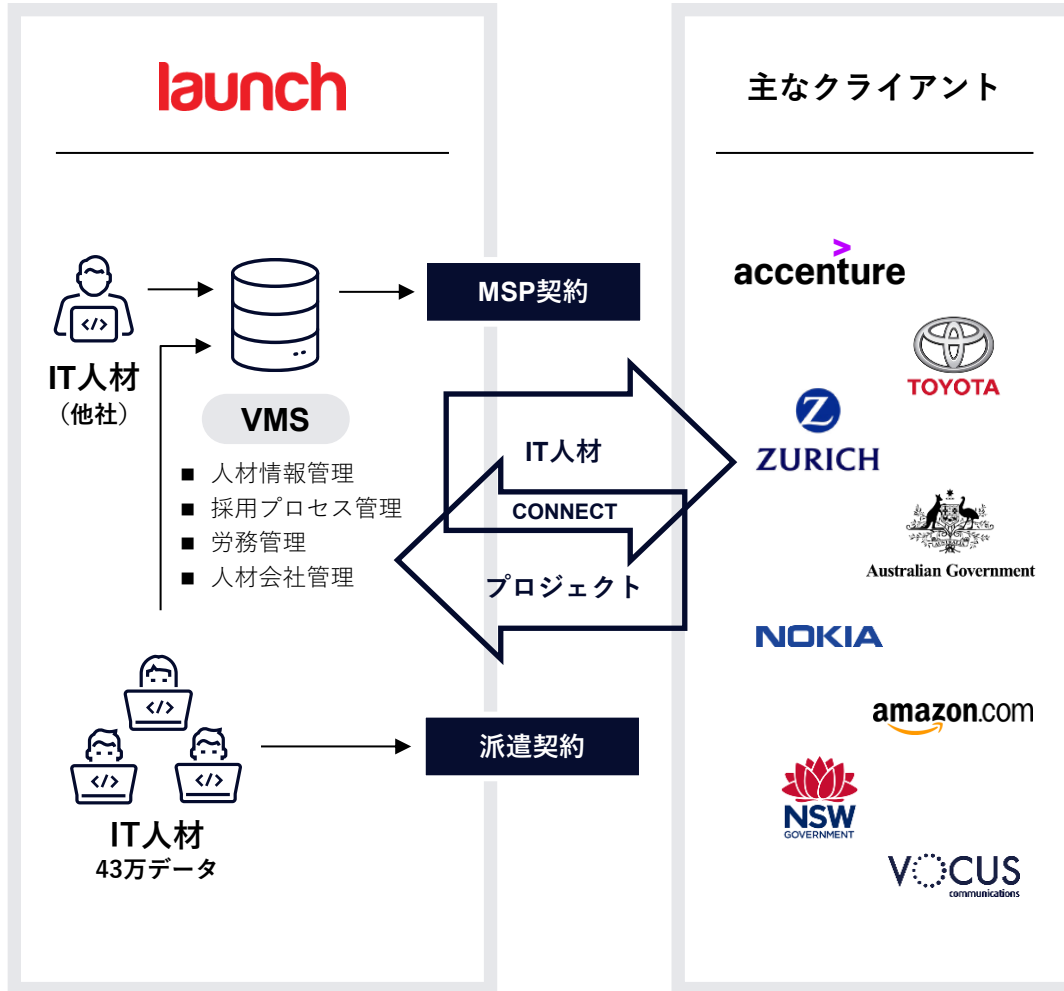 launch
主なクライアント
IT人材
（他社）
</>
VMS
■ 人材情報管理
■ 採用プロセス管理
■ 労務管理
■ 人材会社管理
MSP契約
IT人材
CONNECT
プロジェクト
</>
</>
</>
IT人材
43万データ
派遣契約
accenture
TOYOTA
Z
ZURICH
AUSTRALIA
Australian Government
NOKIA
amazon.com
NSW
GOVERNMENT
VOCUS
communications